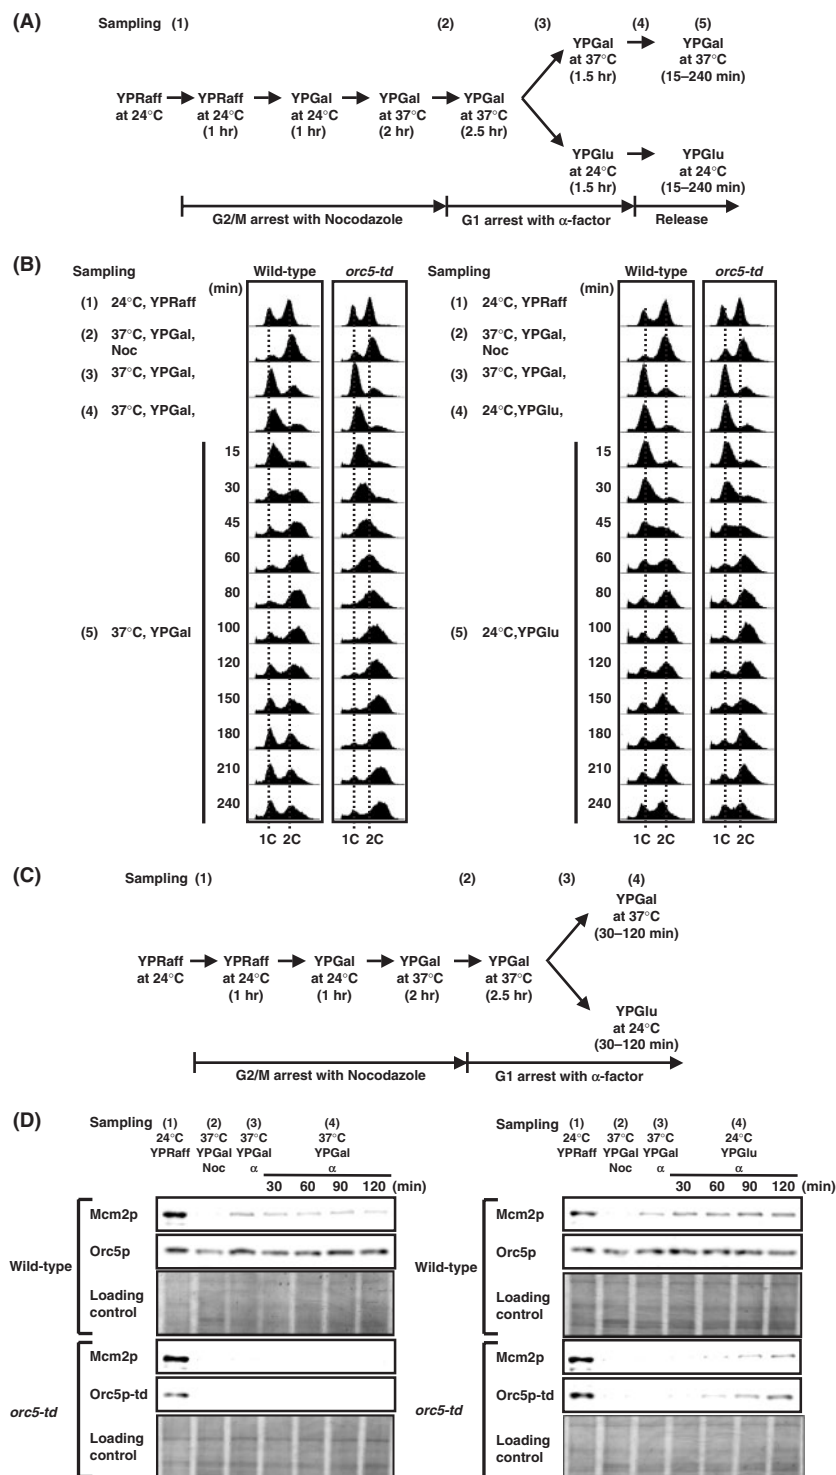 (A)
Sampling (1) (2) (3) (4) (5)
YPGal at 37°C (1.5 hr)
YPGal at 37°C (15–240 min)
YPRaff at 24°C
YPRaff at 24°C (1 hr)
YPGal at 24°C (1 hr)
YPGal at 37°C (2 hr)
YPGal at 37°C (2.5 hr)
YPGlu at 24°C (1.5 hr)
YPGlu at 24°C (15–240 min)
G2/M arrest with Nocodazole
G1 arrest with α-factor
Release
(B)
Sampling (min) Wild-type orc5-td
(1) 24°C, YPRaff
(2) 37°C, YPGal, Noc
(3) 37°C, YPGal,
(4) 37°C, YPGal,
15
30
45
60
80
(5) 37°C, YPGal
100
120
150
180
210
240
1C 2C 1C 2C
Sampling (min) Wild-type orc5-td
(1) 24°C, YPRaff
(2) 37°C, YPGal, Noc
(3) 37°C, YPGal,
(4) 24°C,YPGlu,
15
30
45
60
80
(5) 24°C,YPGlu
100
120
150
180
210
240
1C 2C 1C 2C
(C)
Sampling (1) (2) (3) (4)
YPGal at 37°C (30–120 min)
YPRaff at 24°C
YPRaff at 24°C (1 hr)
YPGal at 24°C (1 hr)
YPGal at 37°C (2 hr)
YPGal at 37°C (2.5 hr)
YPGlu at 24°C (30–120 min)
G2/M arrest with Nocodazole
G1 arrest with α-factor
(D)
Sampling (1) (2) (3) (4)
24°C 37°C 37°C 37°C
YPRaff YPGal YPGal YPGal
Noc α α
30 60 90 120 (min)
Wild-type
Mcm2p
Orc5p
Loading control
orc5-td
Mcm2p
Orc5p-td
Loading control
Sampling (1) (2) (3) (4)
24°C 37°C 37°C 24°C
YPRaff YPGal YPGal YPGlu
Noc α α
30 60 90 120 (min)
Wild-type
Mcm2p
Orc5p
Loading control
orc5-td
Mcm2p
Orc5p-td
Loading control